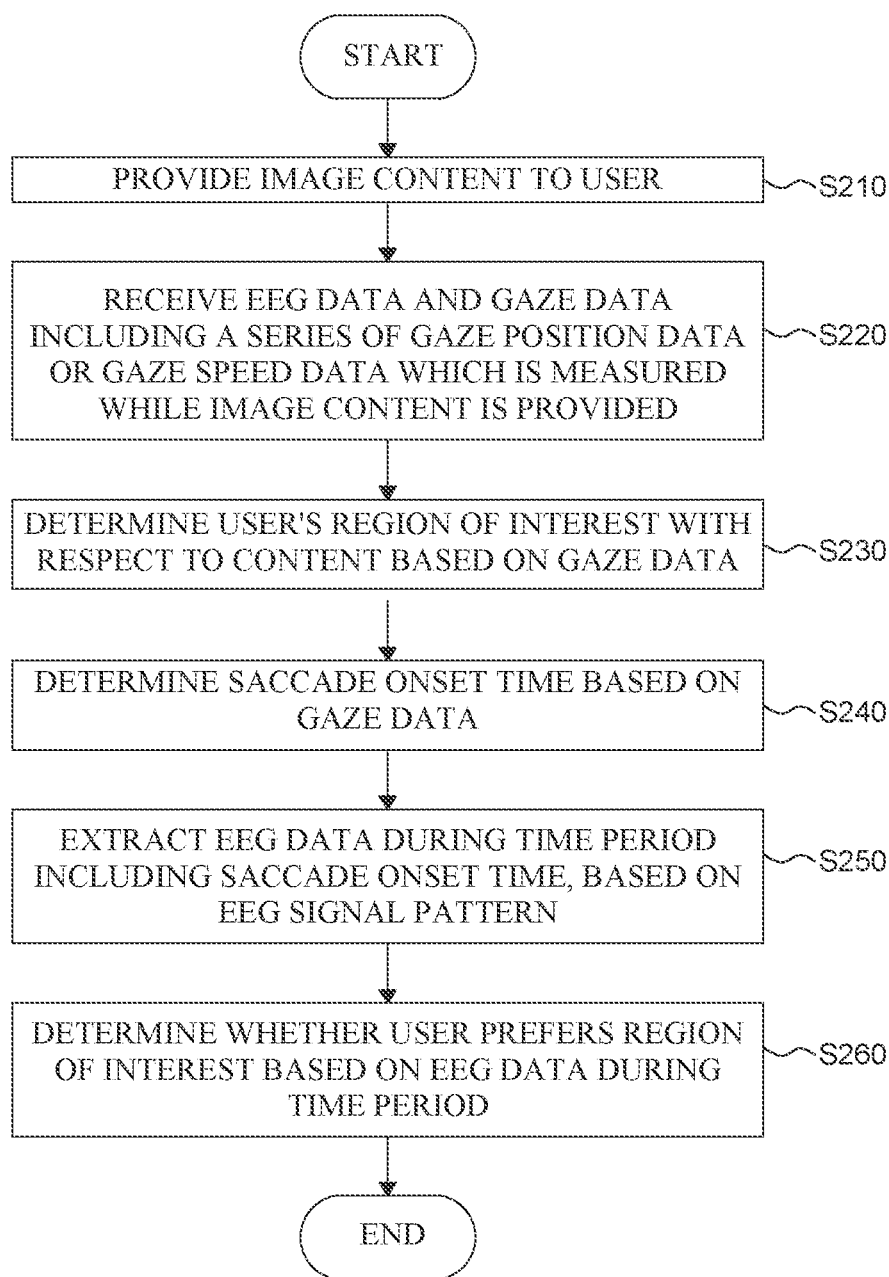 START
PROVIDE IMAGE CONTENT TO USER
S210
RECEIVE EEG DATA AND GAZE DATA
INCLUDING A SERIES OF GAZE POSITION DATA
OR GAZE SPEED DATA WHICH IS MEASURED
WHILE IMAGE CONTENT IS PROVIDED
S220
DETERMINE USER'S REGION OF INTEREST WITH
RESPECT TO CONTENT BASED ON GAZE DATA
S230
DETERMINE SACCADE ONSET TIME BASED ON
GAZE DATA
S240
EXTRACT EEG DATA DURING TIME PERIOD
INCLUDING SACCADE ONSET TIME, BASED ON
EEG SIGNAL PATTERN
S250
DETERMINE WHETHER USER PREFERS REGION
OF INTEREST BASED ON EEG DATA DURING
TIME PERIOD
S260
END